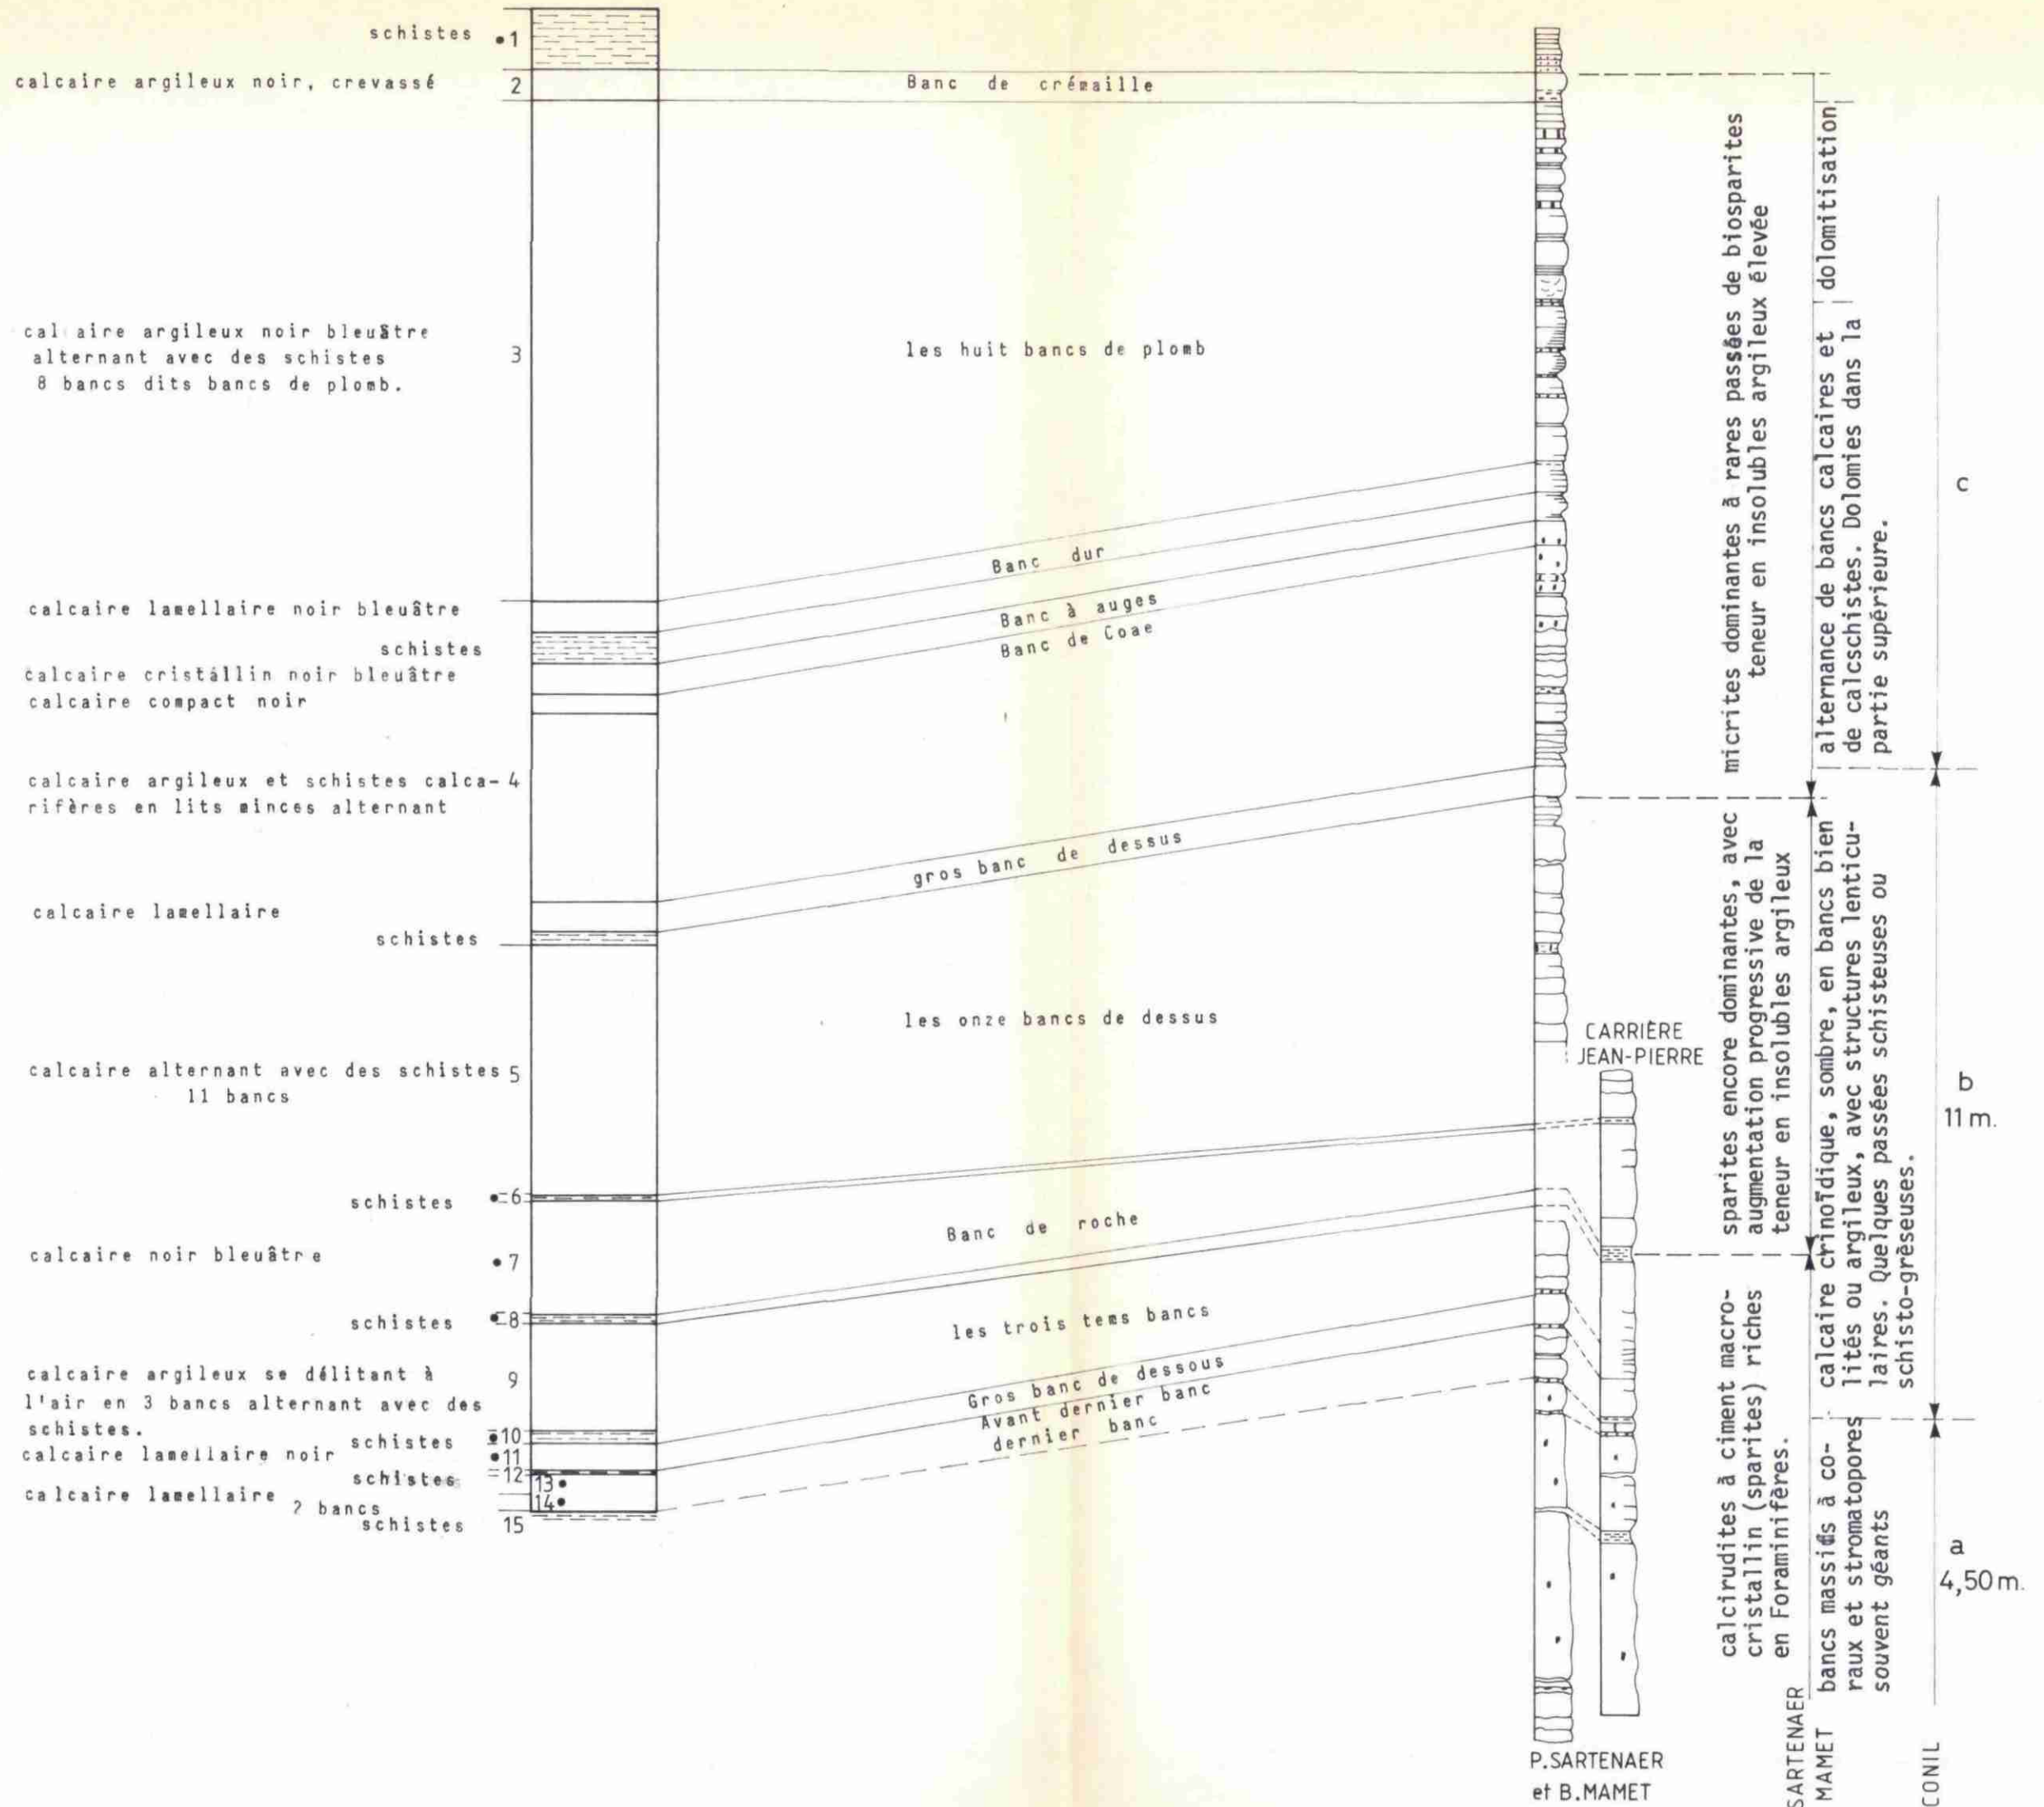 schistes •1
calcaire argileux noir, crevassé 2
Banc de crémaille
cal aire argileux noir bleuâtre
alternant avec des schistes 3
8 bancs dits bancs de plomb.
les huit bancs de plomb
calcaire lamellaire noir bleuâtre
Banc dur
schistes
Banc à auges
calcaire cristallin noir bleuâtre
Banc de Coae
calcaire compact noir
calcaire argileux et schistes calca- 4
rifères en lits minces alternant
gros banc de dessus
calcaire lamellaire
schistes
les onze bancs de dessus
calcaire alternant avec des schistes 5
11 bancs
schistes •6
Banc de roche
calcaire noir bleuâtre •7
schistes •8
les trois tems bancs
calcaire argileux se délitant à 9
l'air en 3 bancs alternant avec des
schistes.
schistes •10
Gros banc de dessous
calcaire lamellaire noir •11
schistes 12
Avant dernier banc
13 •
calcaire lamellaire 2 bancs
14 •
dernier banc
schistes 15
CARRIÈRE
JEAN-PIERRE
P.SARTENAER
et B.MAMET
micrites dominantes à rares passées de biosparites
teneur en insolubles argileux élevée
sparites encore dominantes, avec
augmentation progressive de la
teneur en insolubles argileux
calcirudites à ciment macro-
cristallin (sparites) riches
en Foraminifères.
SARTENAER
MAMET
dolomitisation
alternance de bancs calcaires et
de calcschistes. Dolomies dans la
partie supérieure.
calcaire crinoïdique, sombre, en bancs bien
lités ou argileux, avec structures lenticu-
laires. Quelques passées schisteuses ou
schisto-grèseuses.
bancs massifs à co-
raux et stromatopores
souvent géants
CONIL
c
b
11 m.
a
4,50 m.